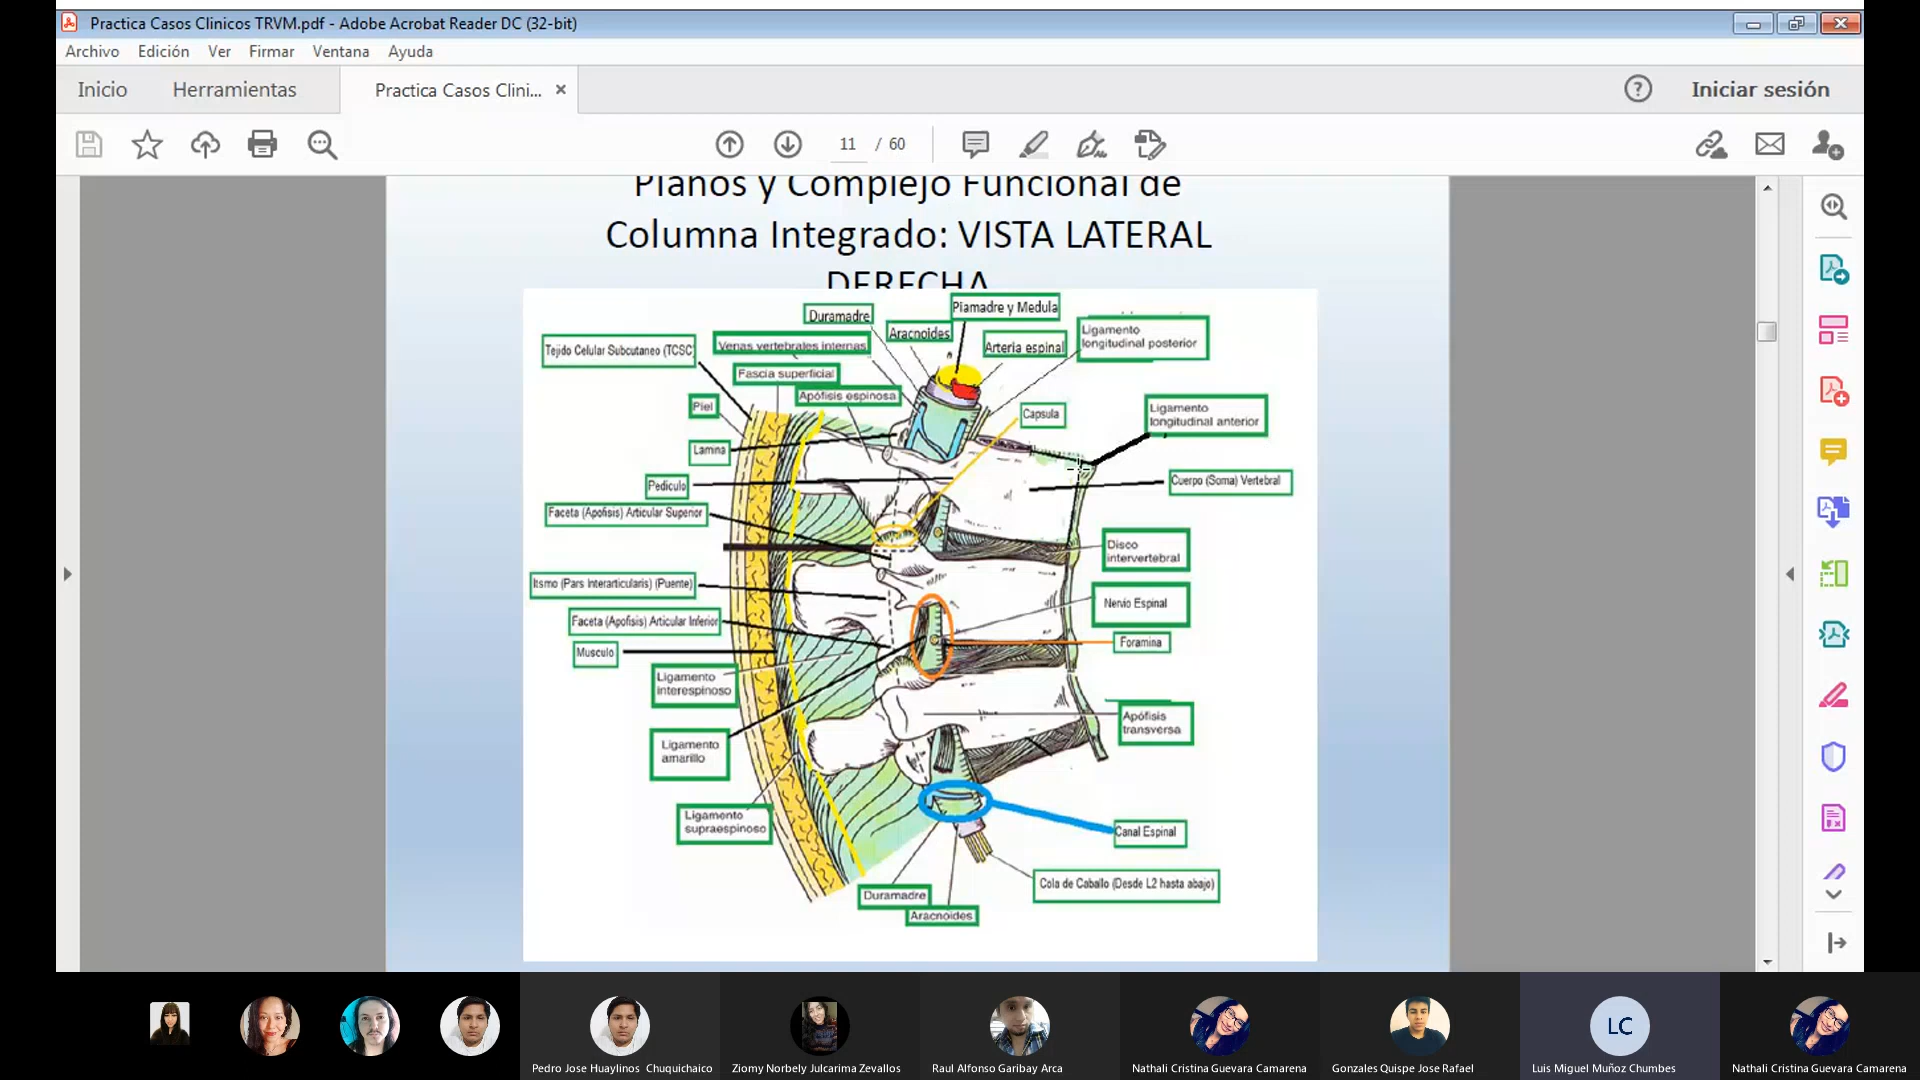 Practica Casos Clinicos TRVM.pdf - Adobe Acrobat Reader DC (32-bit)
Archivo Edición Ver Firmar Ventana Ayuda
Inicio Herramientas Practica Casos Clini... Iniciar sesión
11 / 60
Planos y Complejo Funcional de
Columna Integrado: VISTA LATERAL
DERECHA
Piamadre y Medula
Duramadre
Aracnoides
Arteria espinal
Ligamento
longitudinal posterior
Tejido Celular Subcutaneo (TCSC)
Venas vertebrales internas
Fascia superficial
Apófisis espinosa
Piel
Capsula
Ligamento
longitudinal anterior
Lamina
Pediculo
Cuerpo (Soma) Vertebral
Faceta (Apofisis) Articular Superior
Disco
intervertebral
Itsmo (Pars Interarticularis) (Puente)
Nervio Espinal
Faceta (Apofisis) Articular Inferior
Foramina
Musculo
Ligamento
interespinoso
Apófisis
transversa
Ligamento
amarillo
Ligamento
supraespinoso
Canal Espinal
Cola de Caballo (Desde L2 hasta abajo)
Duramadre
Aracnoides
LC
Pedro Jose Huaylinos Chuquichaico
Ziomy Norbely Julcarima Zevallos
Raul Alfonso Garibay Arca
Nathali Cristina Guevara Camarena
Gonzales Quispe Jose Rafael
Luis Miguel Muñoz Chumbes
Nathali Cristina Guevara Camarena